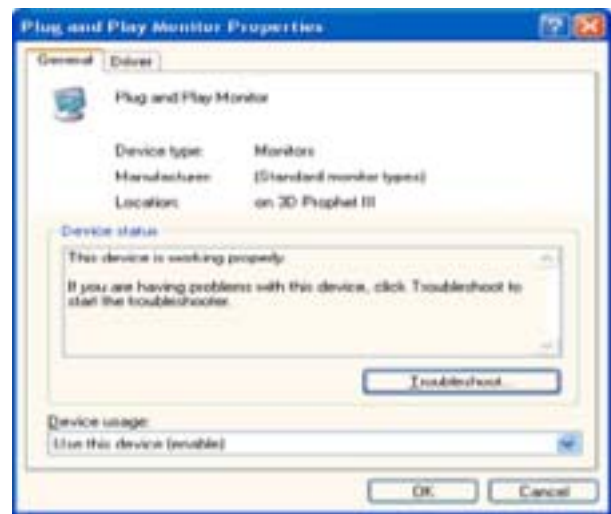 Plug and Play Monitor Properties
General Driver
Plug and Play Monitor
Device type: Monitors
Manufacturer: (Standard monitor types)
Location: on 3D Prophet III
Device status
This device is working properly.
If you are having problems with this device, click Troubleshoot to
start the troubleshooter.
Troubleshoot...
Device usage:
Use this device (enable)
OK Cancel